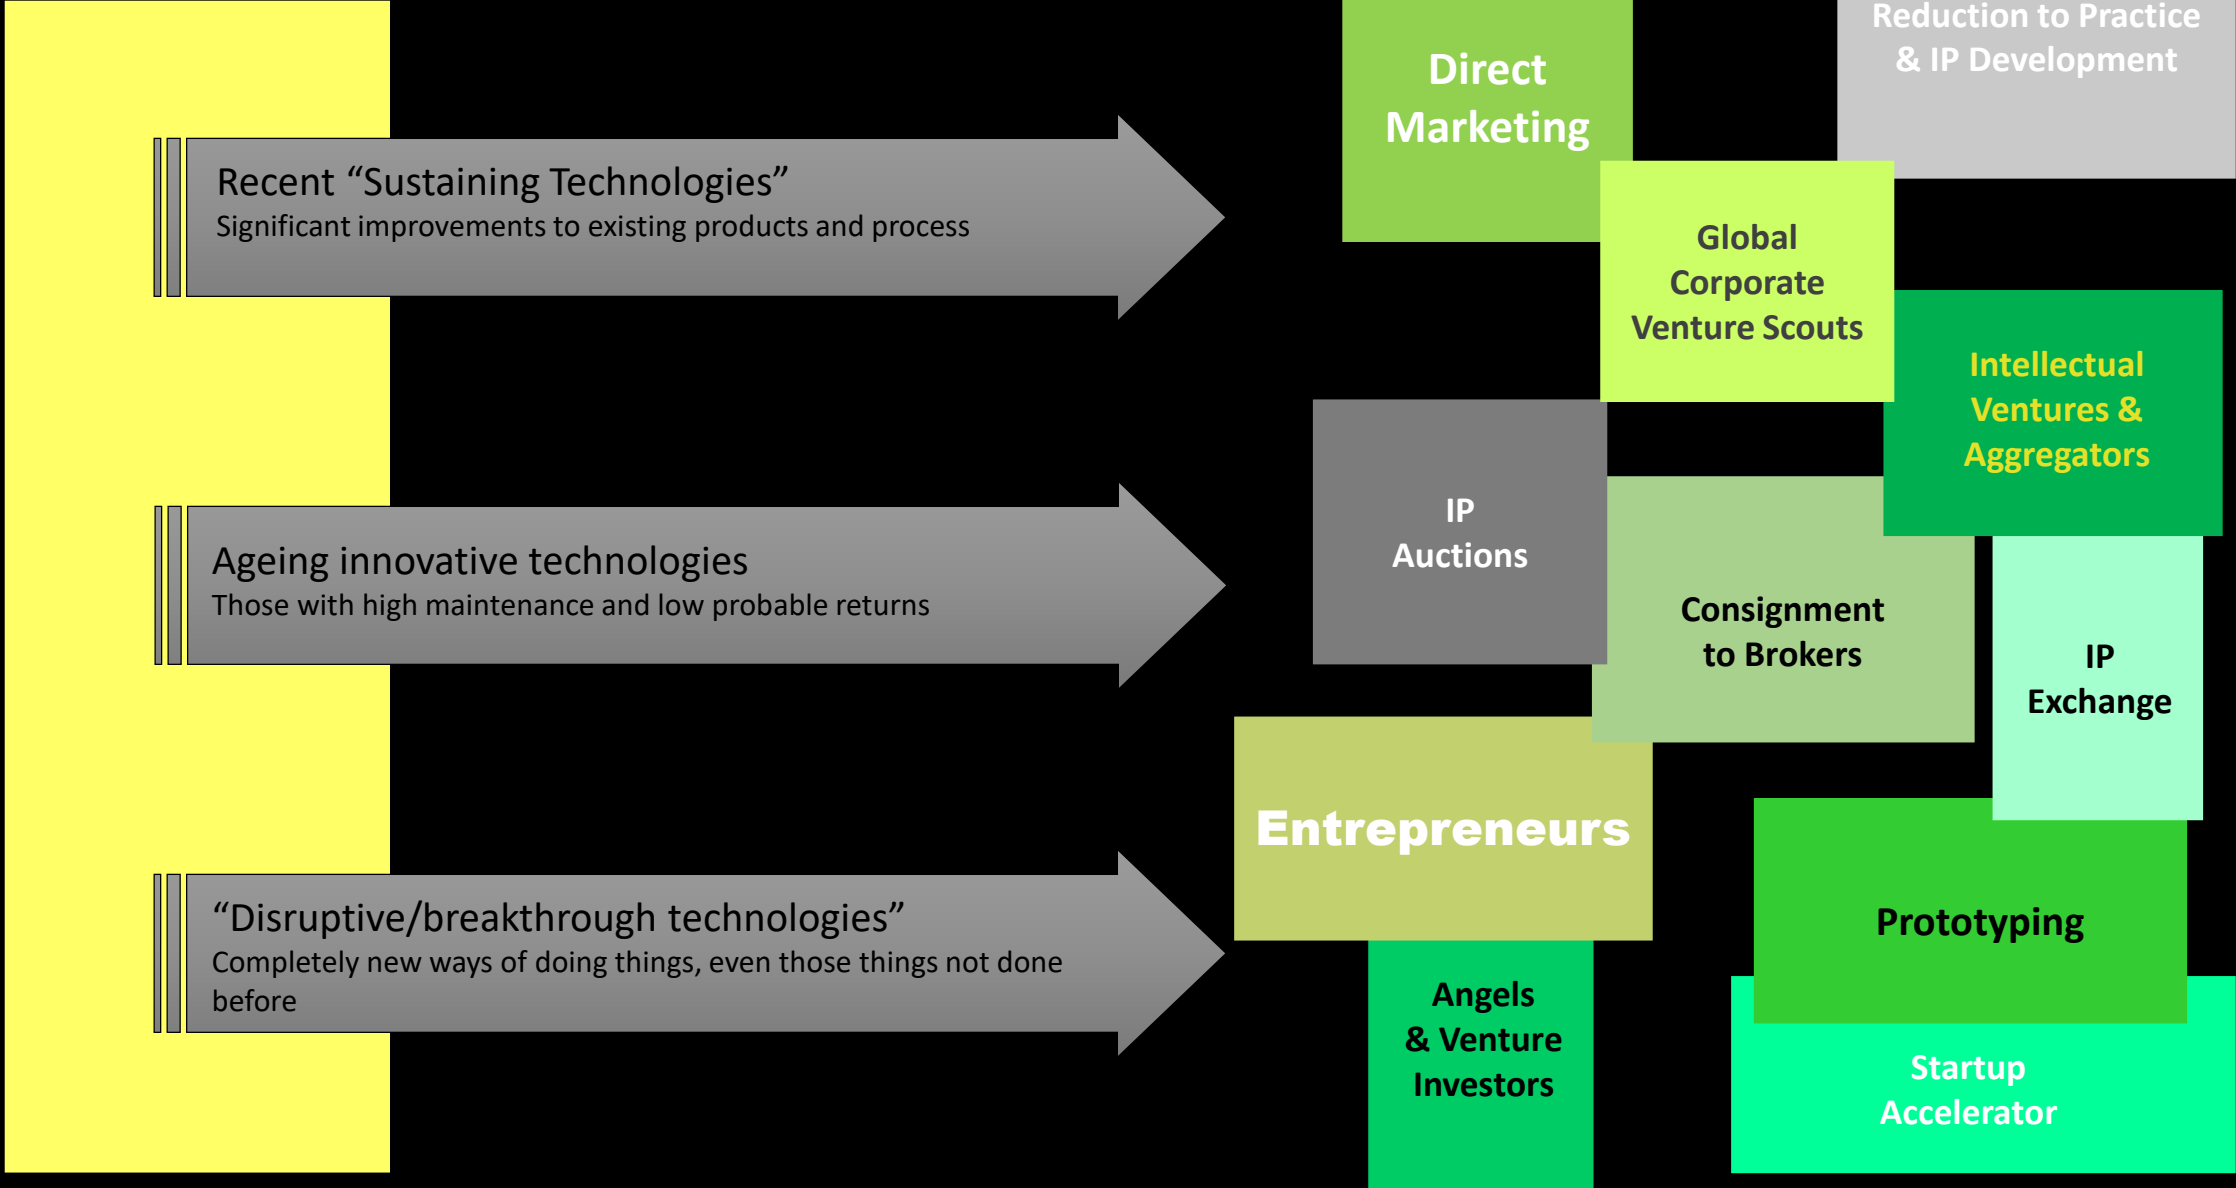 Recent “Sustaining Technologies”
Significant improvements to existing products and process
Ageing innovative technologies
Those with high maintenance and low probable returns
“Disruptive/breakthrough technologies”
Completely new ways of doing things, even those things not done
before
Direct
Marketing
Reduction to Practice
& IP Development
Global
Corporate
Venture Scouts
Intellectual
Ventures &
Aggregators
IP
Auctions
Consignment
to Brokers
IP
Exchange
Entrepreneurs
Prototyping
Angels
& Venture
Investors
Startup
Accelerator